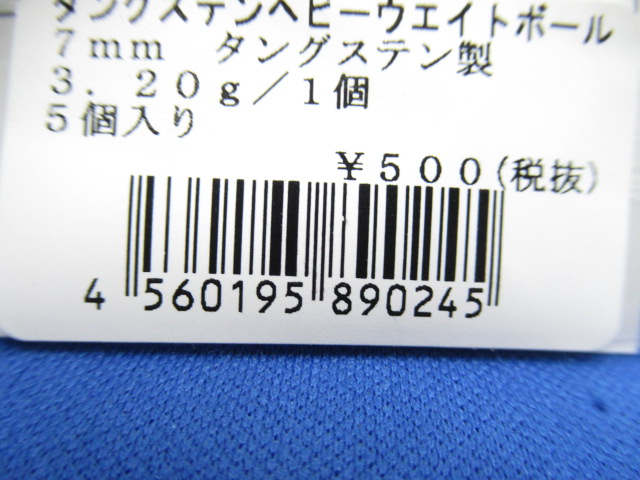 タングステンヘビーウエイトボール
7mm　タングステン製
3．20g／1個
5個入り
¥500(税抜)
4 560195 890245